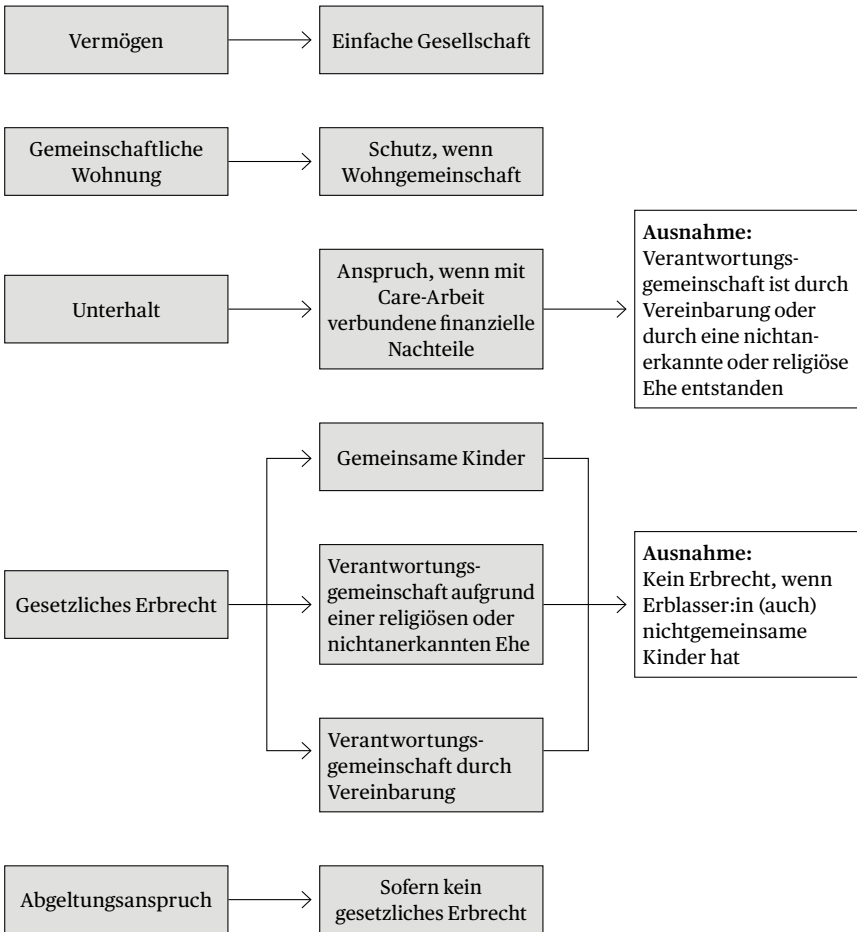 Vermögen
Einfache Gesellschaft
Gemeinschaftliche
Wohnung
Schutz, wenn
Wohngemeinschaft
Unterhalt
Anspruch, wenn mit
Care-Arbeit
verbundene finanzielle
Nachteile
Ausnahme:
Verantwortungs-
gemeinschaft ist durch
Vereinbarung oder
durch eine nichtan-
erkannte oder religiöse
Ehe entstanden
Gesetzliches Erbrecht
Gemeinsame Kinder
Verantwortungs-
gemeinschaft aufgrund
einer religiösen oder
nichtanerkannten Ehe
Verantwortungs-
gemeinschaft durch
Vereinbarung
Ausnahme:
Kein Erbrecht, wenn
Erblasser:in (auch)
nichtgemeinsame
Kinder hat
Abgeltungsanspruch
Sofern kein
gesetzliches Erbrecht